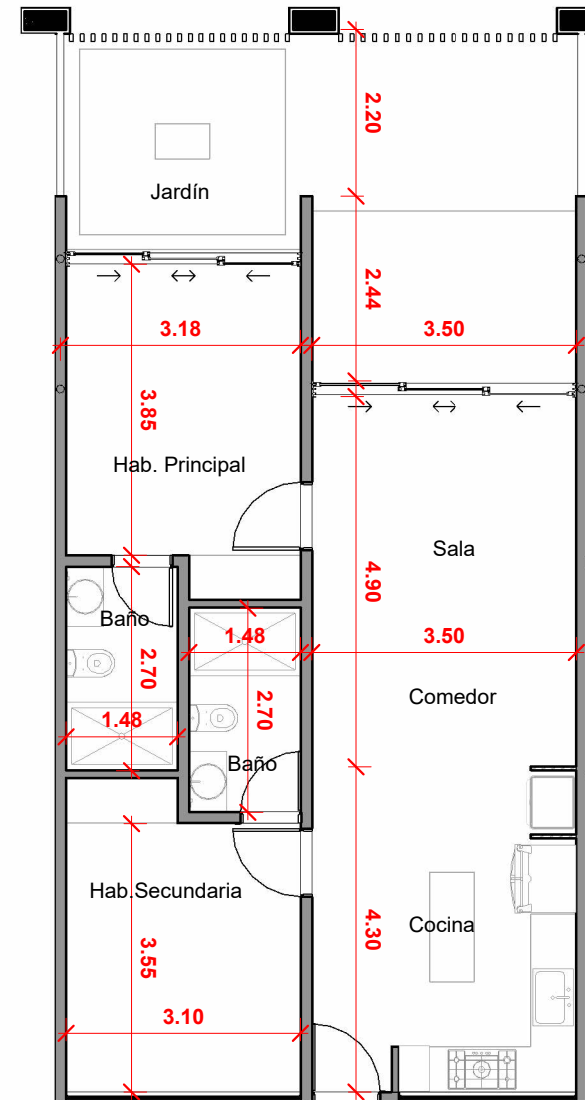 2.20
Jardín
2.44
3.18
3.50
3.85
Hab. Principal
Sala
4.90
Baño
1.48
3.50
2.70
2.70
Comedor
1.48
Baño
Hab.Secundaria
Cocina
4.30
3.55
3.10